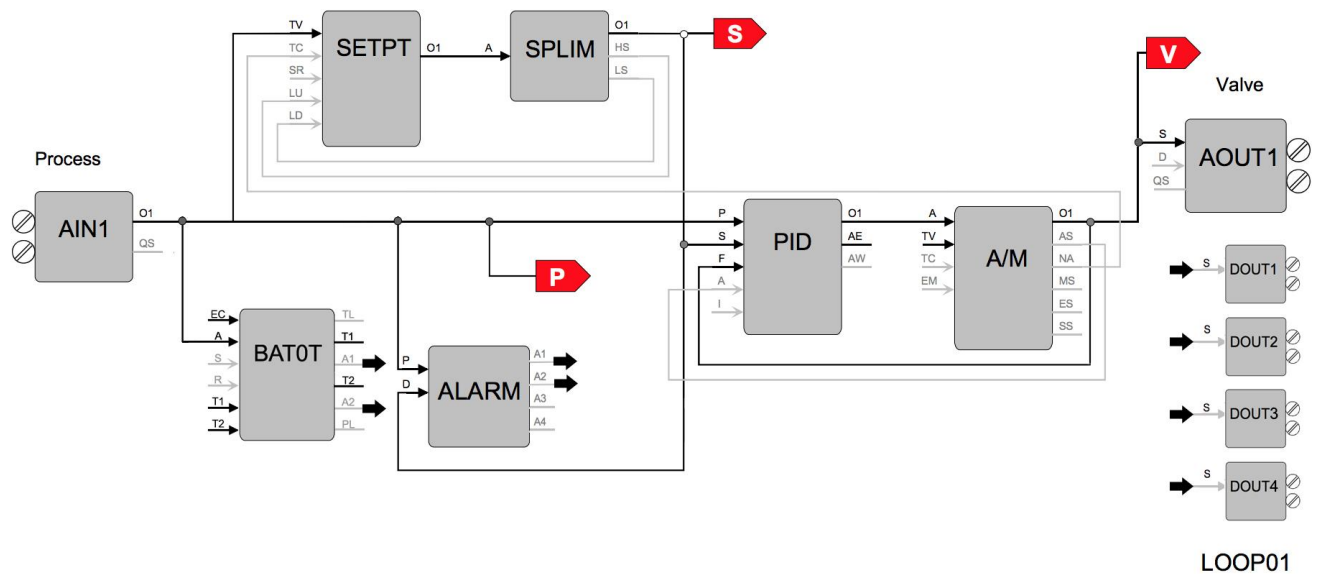 TV
TC
SR
LU
LD
SETPT
O1
A
SPLIM
O1
HS
LS
S
V
Valve
S
D
QS
AOUT1
Process
AIN1
O1
QS
P
P
S
F
A
I
PID
O1
AE
AW
A
TV
TC
EM
A/M
O1
AS
NA
MS
ES
SS
EC
A
S
R
T1
T2
BAT0T
TL
T1
A1
T2
A2
PL
P
D
ALARM
A1
A2
A3
A4
S
DOUT1
S
DOUT2
S
DOUT3
S
DOUT4
LOOP01